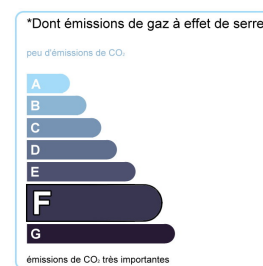 *Dont émissions de gaz à effet de serre
peu d'émissions de CO₂
A
B
C
D
E
F
G
émissions de CO₂ très importantes